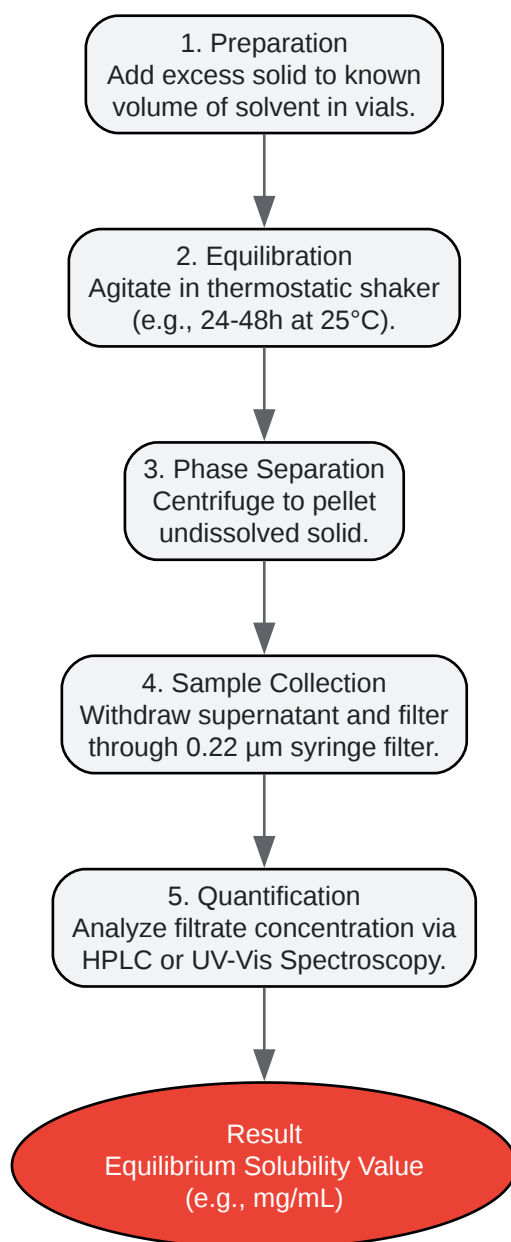 1. Preparation
Add excess solid to known
volume of solvent in vials.
2. Equilibration
Agitate in thermostatic shaker
(e.g., 24-48h at 25°C).
3. Phase Separation
Centrifuge to pellet
undissolved solid.
4. Sample Collection
Withdraw supernatant and filter
through 0.22 µm syringe filter.
5. Quantification
Analyze filtrate concentration via
HPLC or UV-Vis Spectroscopy.
Result
Equilibrium Solubility Value
(e.g., mg/mL)